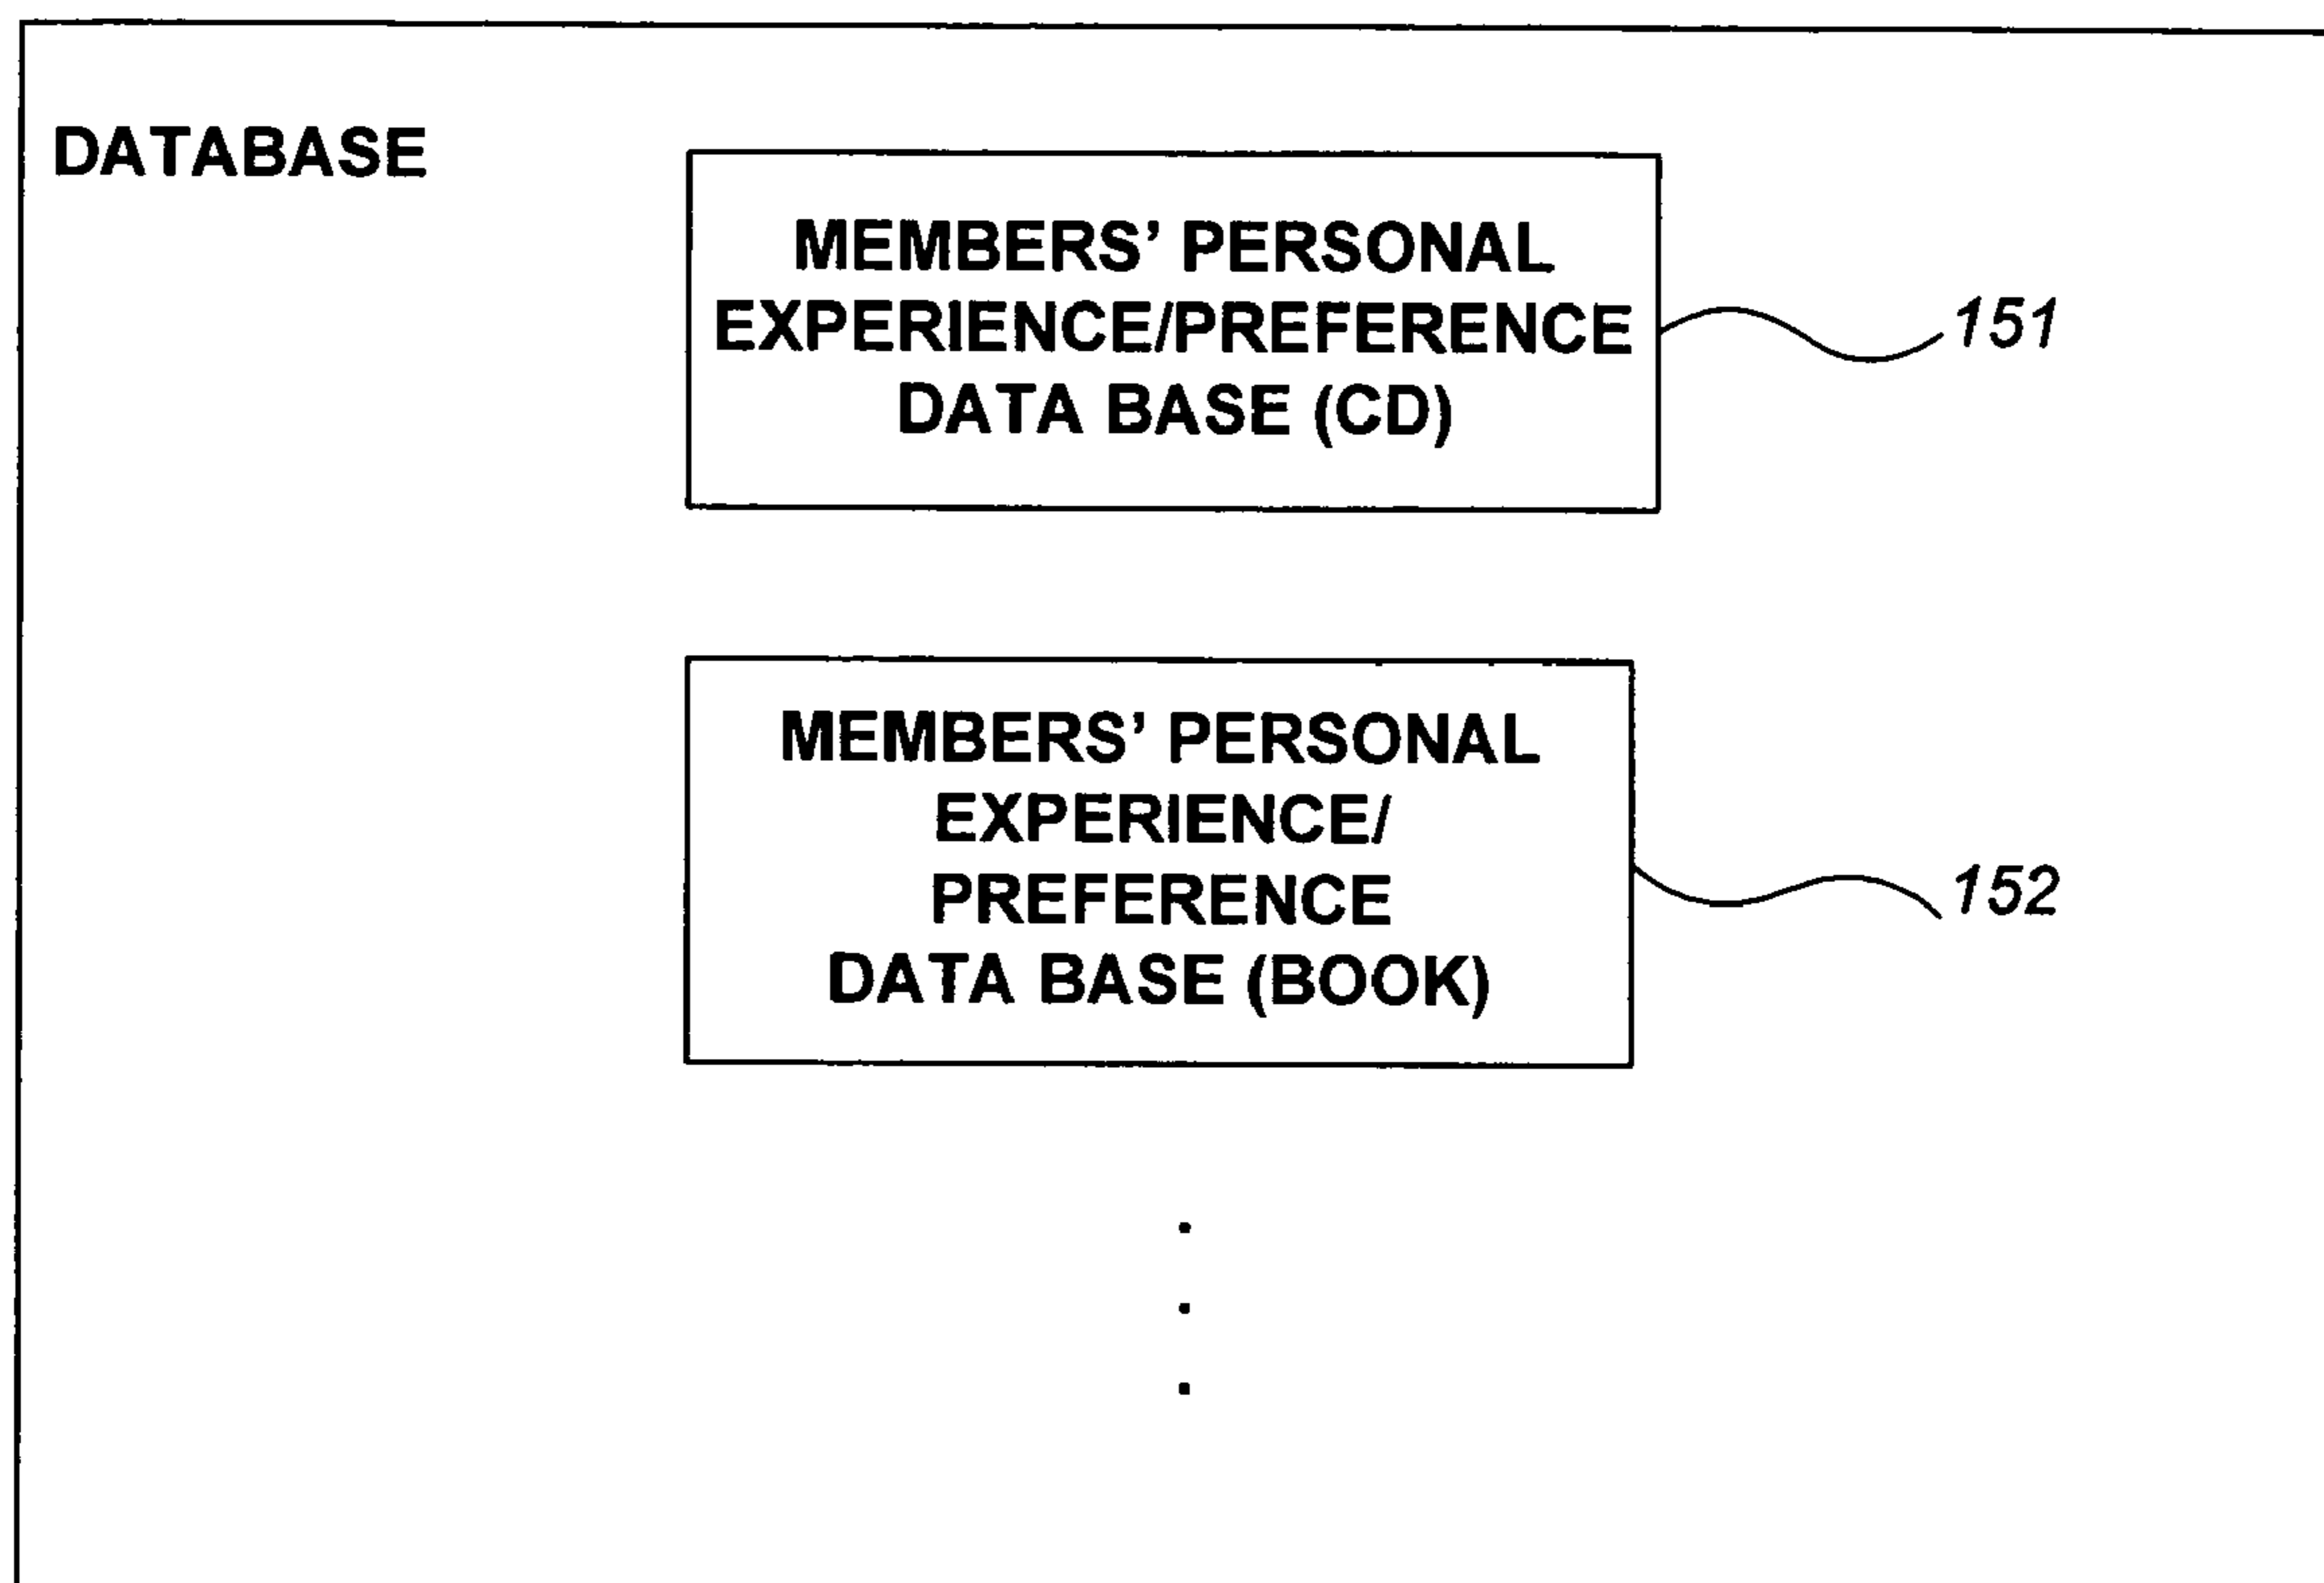 DATABASE
MEMBERS' PERSONAL
EXPERIENCE/PREFERENCE
DATA BASE (CD)
151
MEMBERS' PERSONAL
EXPERIENCE/
PREFERENCE
DATA BASE (BOOK)
152